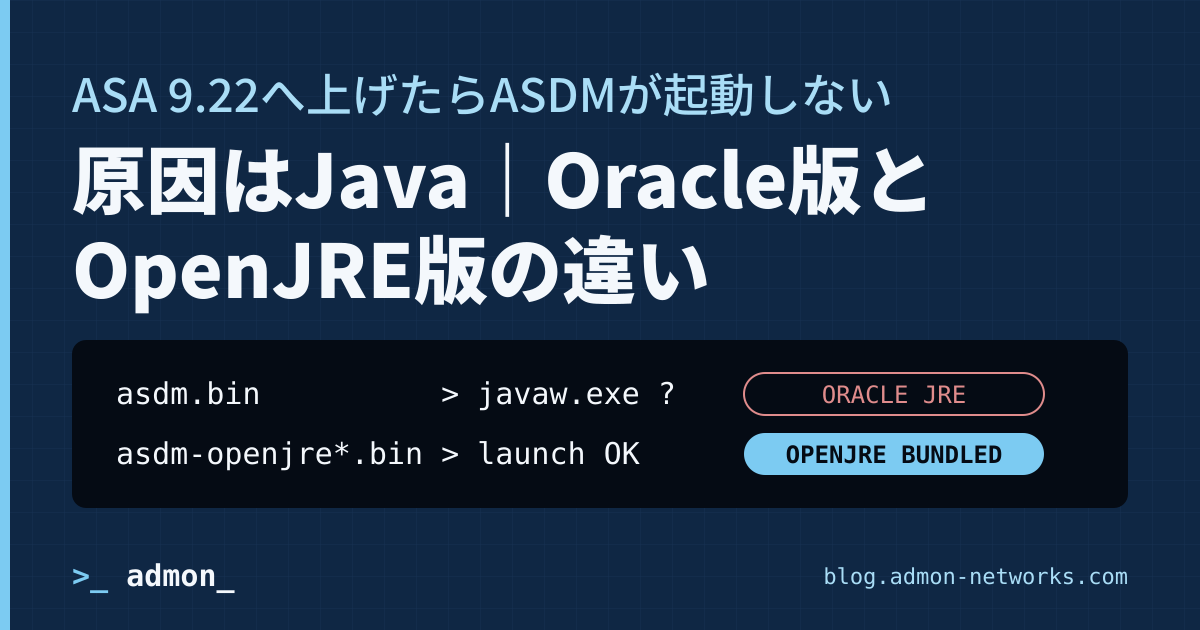 ASA 9.22へ上げたらASDMが起動しない
原因はJava｜Oracle版と
OpenJRE版の違い
asdm.bin > javaw.exe ? ORACLE JRE
asdm-openjre*.bin > launch OK OPENJRE BUNDLED
>_ admon_
blog.admon-networks.com